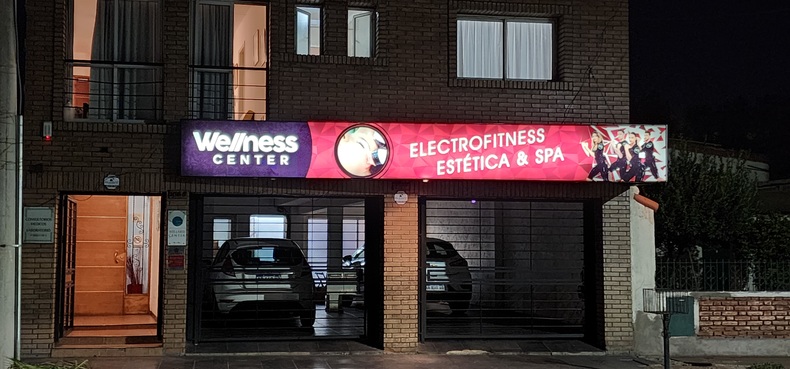 Wellness
CENTER
ELECTROFITNESS
ESTÉTICA & SPA